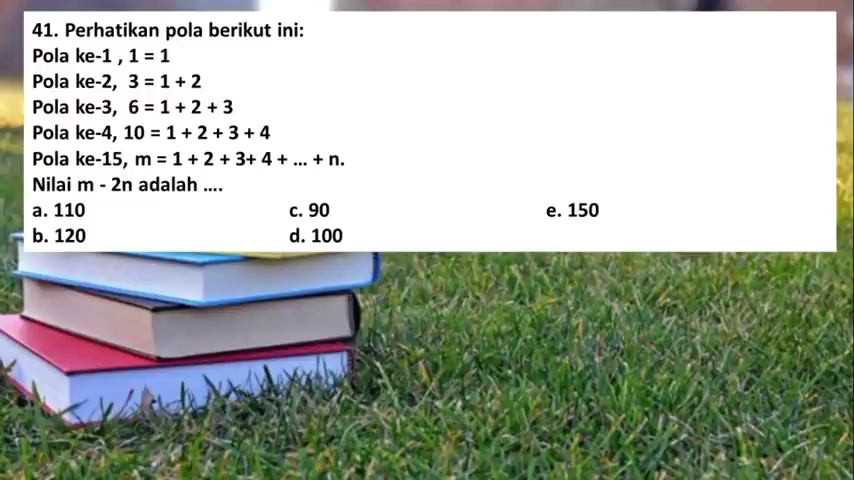 41. Perhatikan pola berikut ini:
Pola ke-1 , 1 = 1
Pola ke-2, 3 = 1 + 2
Pola ke-3, 6 = 1 + 2 + 3
Pola ke-4, 10 = 1 + 2 + 3 + 4
Pola ke-15, m = 1 + 2 + 3+ 4 + ... + n.
Nilai m - 2n adalah ....
a. 110 c. 90 e. 150
b. 120 d. 100